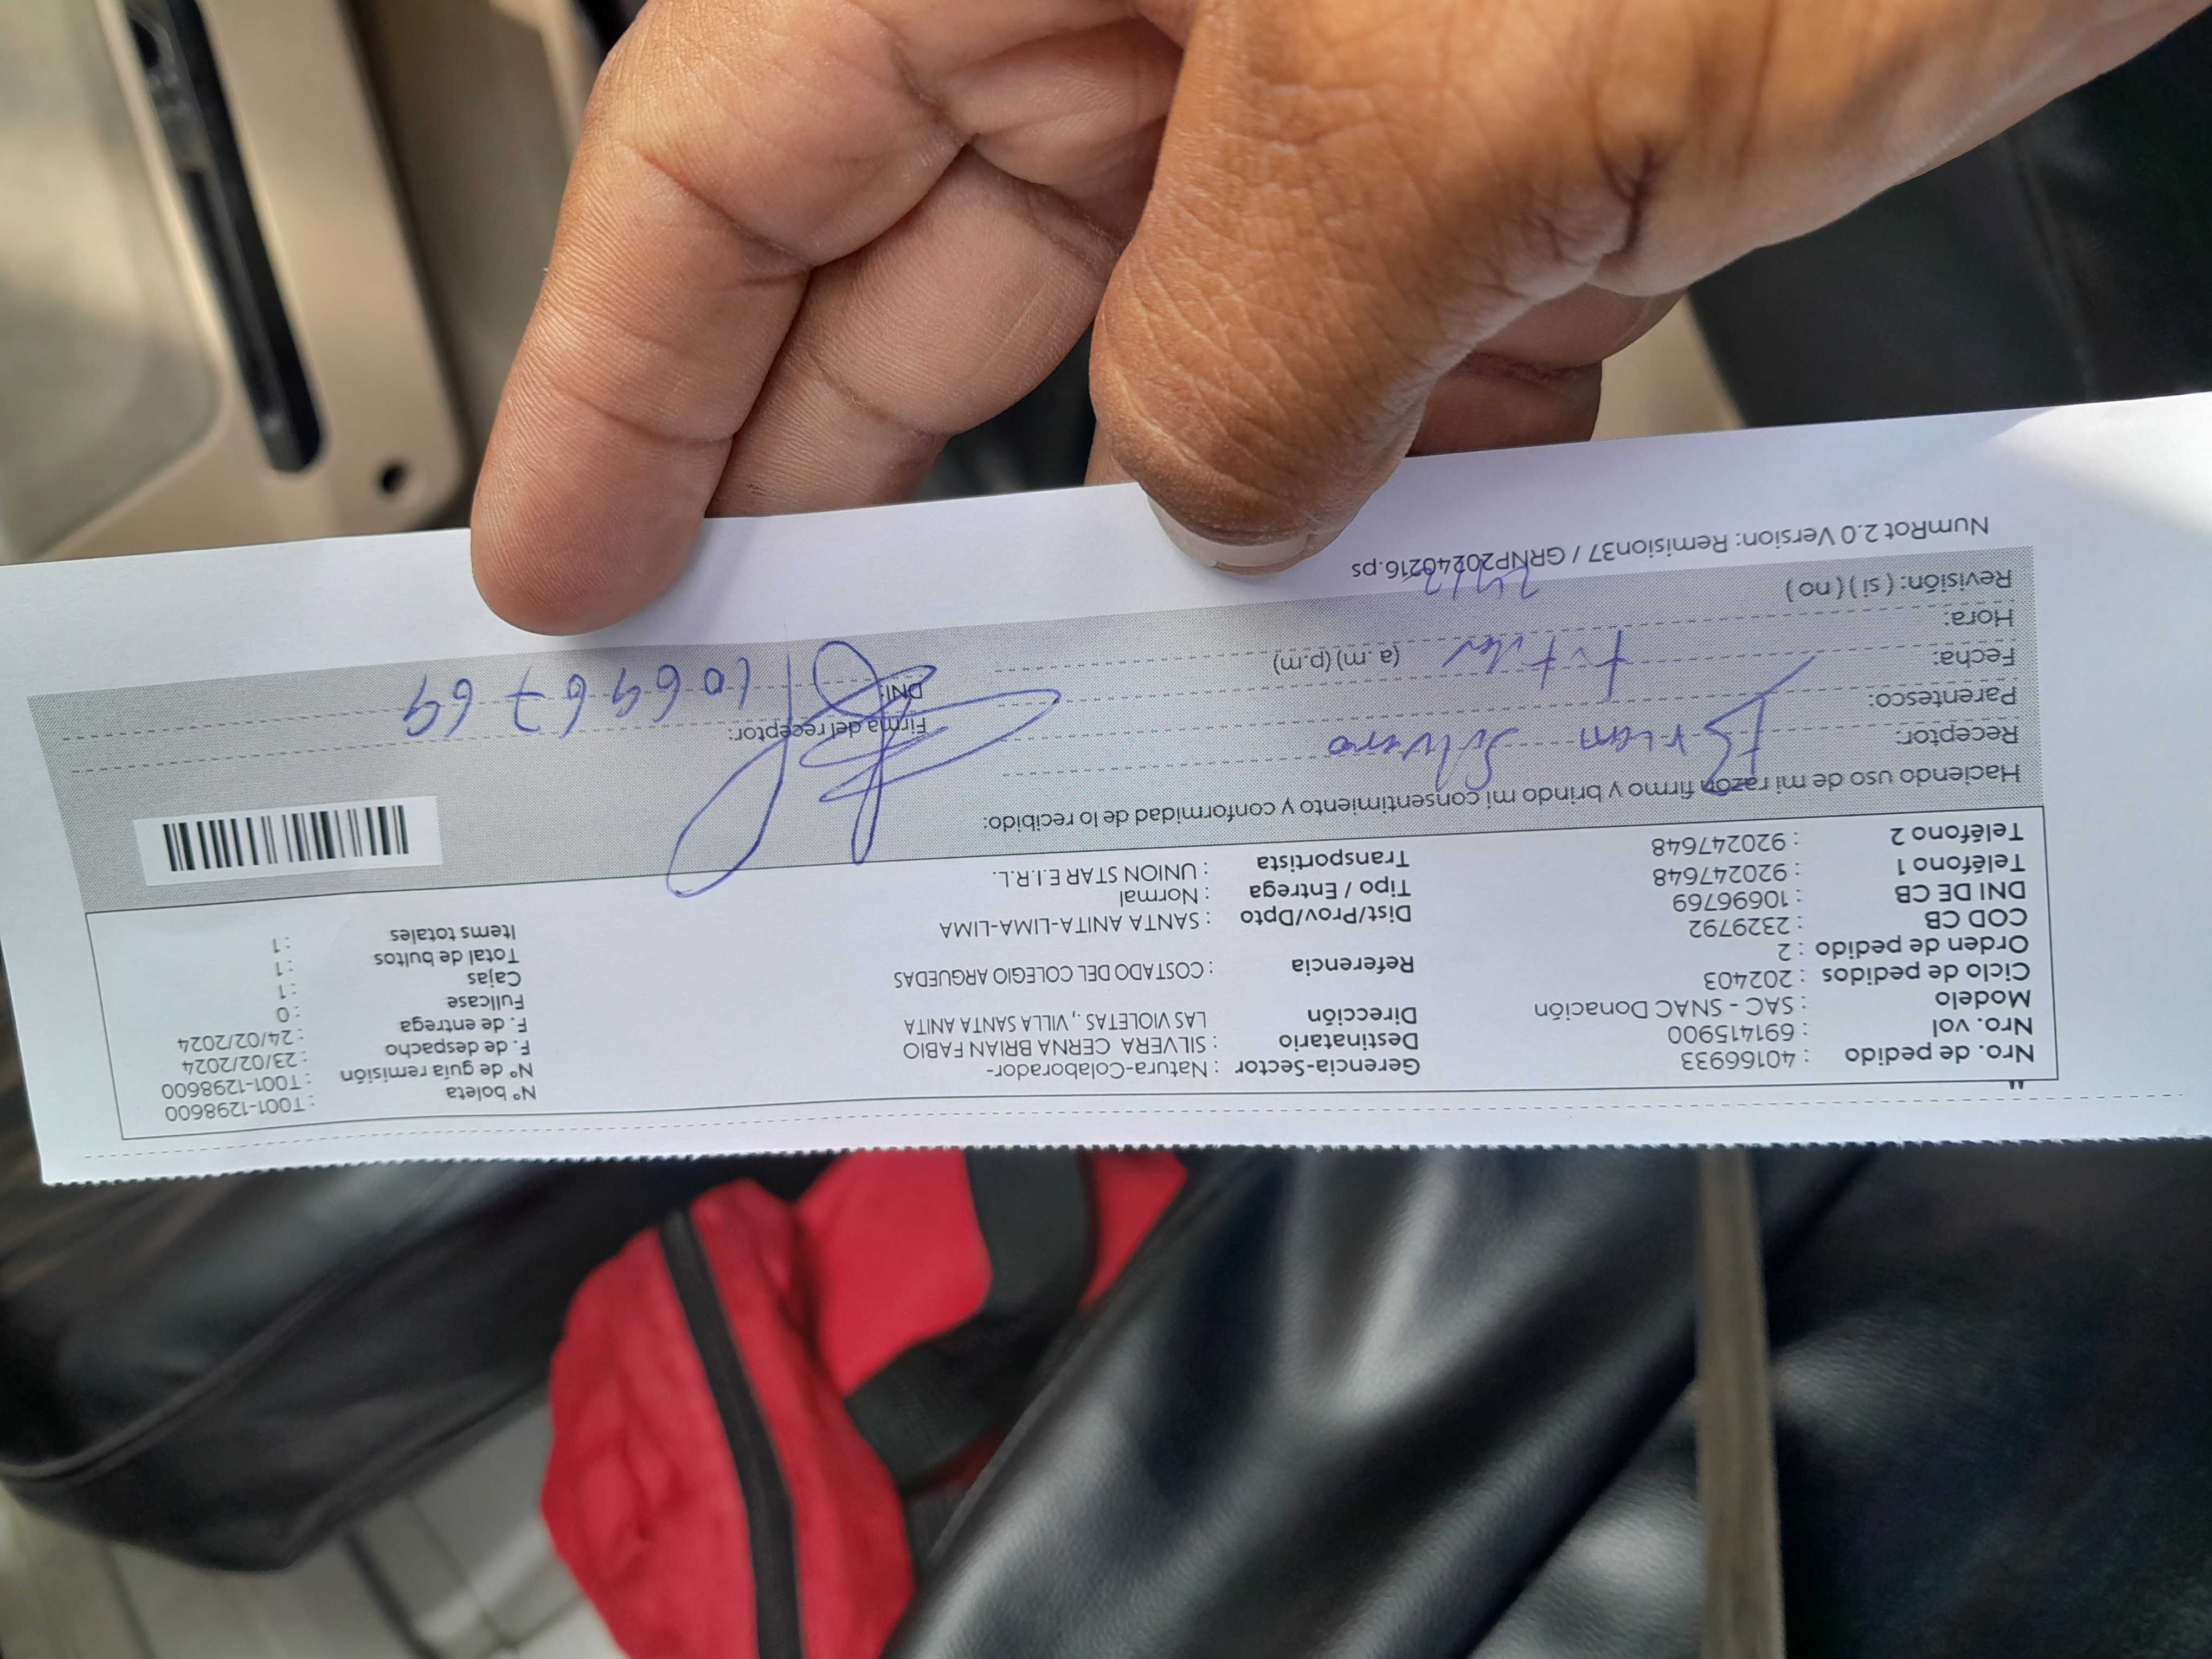 Nro. de pedido : 40166933 Gerencia-Sector : Natura-Colaborador- Nº boleta : T001-1298600
Nro. vol : 691415900 Destinatario : SILVERA CERNA BRIAN FABIO Nº de guía remisión : T001-1298600
Modelo : SAC - SNAC Donación Dirección LAS VIOLETAS ., VILLA SANTA ANITA F. de despacho : 23/02/2024
Ciclo de pedidos : 202403 F. de entrega : 24/02/2024
Orden de pedido : 2 Referencia : COSTADO DEL COLEGIO ARGUEDAS Fullcase : 0
COD CB : 2329792 Cajas : 1
DNI DE CB : 10696769 Dist/Prov/Dpto : SANTA ANITA-LIMA-LIMA Total de bultos : 1
Teléfono 1 : 920247648 Tipo / Entrega : Normal Items totales : 1
Teléfono 2 : 920247648 Transportista : UNION STAR E.I.R.L.
Haciendo uso de mi razón firmo y brindo mi consentimiento y conformidad de lo recibido:
Receptor: Brian Silvera
Parentesco: Firma del receptor:
Fecha: (a.m) (p.m) DNI: 10696769
Hora:
Revisión: ( si ) ( no )
NumRot 2.0 Version: Remision37 / GRNP20240216.ps